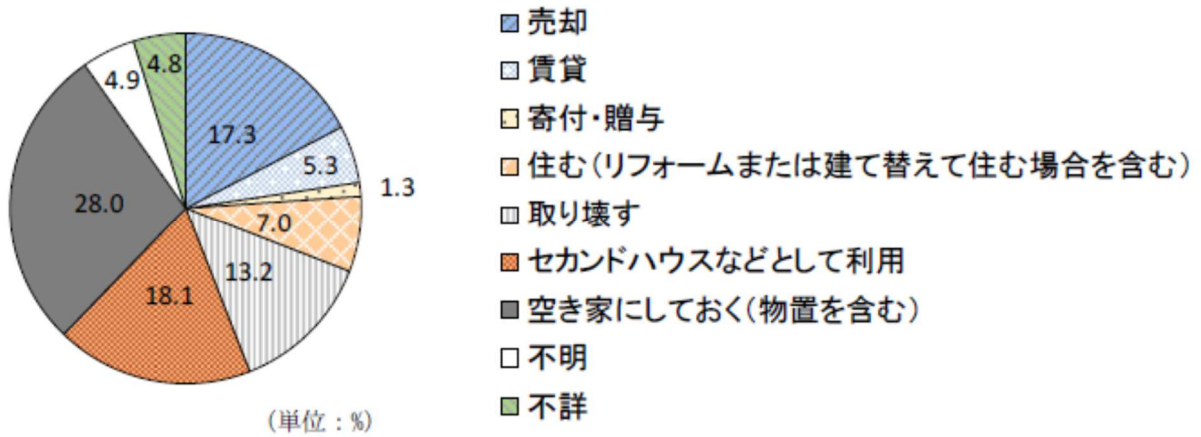 4.8
4.9
17.3
5.3
1.3
28.0
7.0
13.2
18.1
(単位：%)
売却
賃貸
寄付・贈与
住む(リフォームまたは建て替えて住む場合を含む)
取り壊す
セカンドハウスなどとして利用
空き家にしておく(物置を含む)
不明
不詳